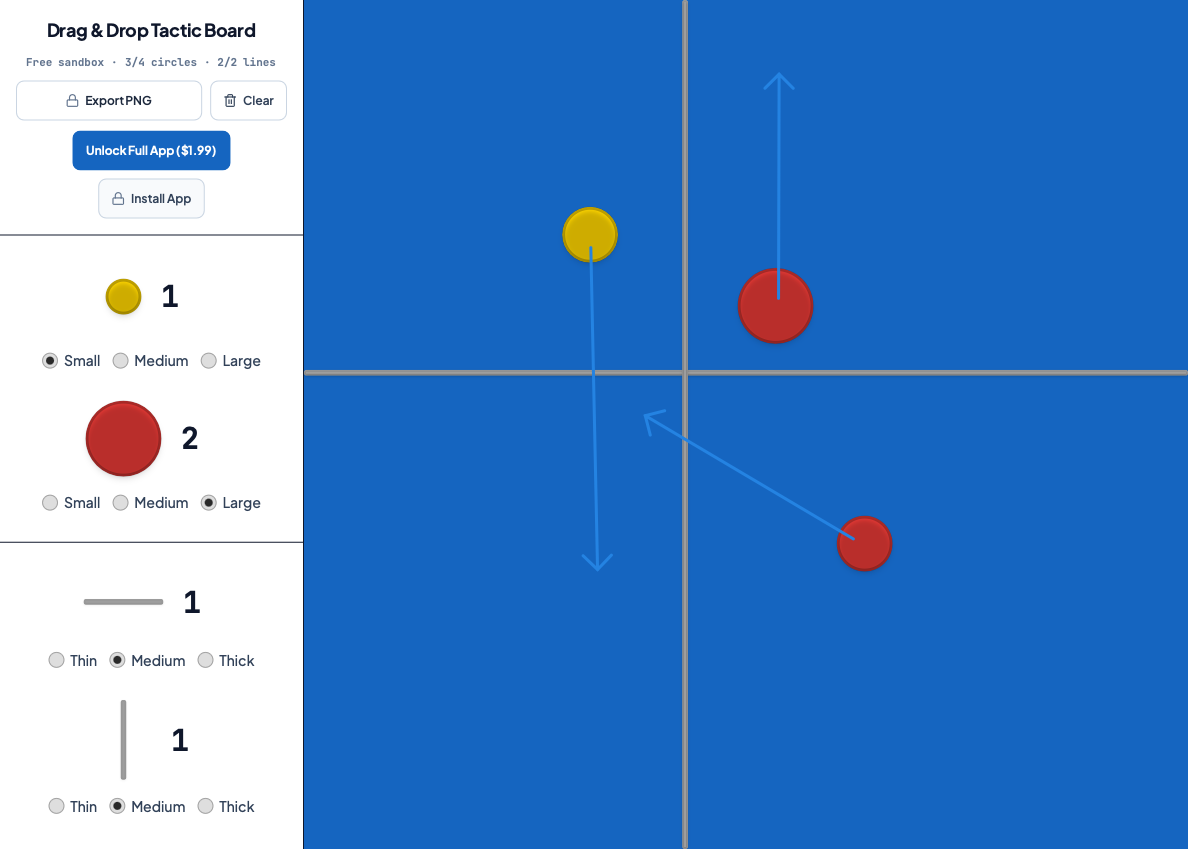 Drag & Drop Tactic Board
Free sandbox · 3/4 circles · 2/2 lines
Export PNG
Clear
Unlock Full App ($1.99)
Install App
1
Small Medium Large
2
Small Medium Large
1
Thin Medium Thick
1
Thin Medium Thick